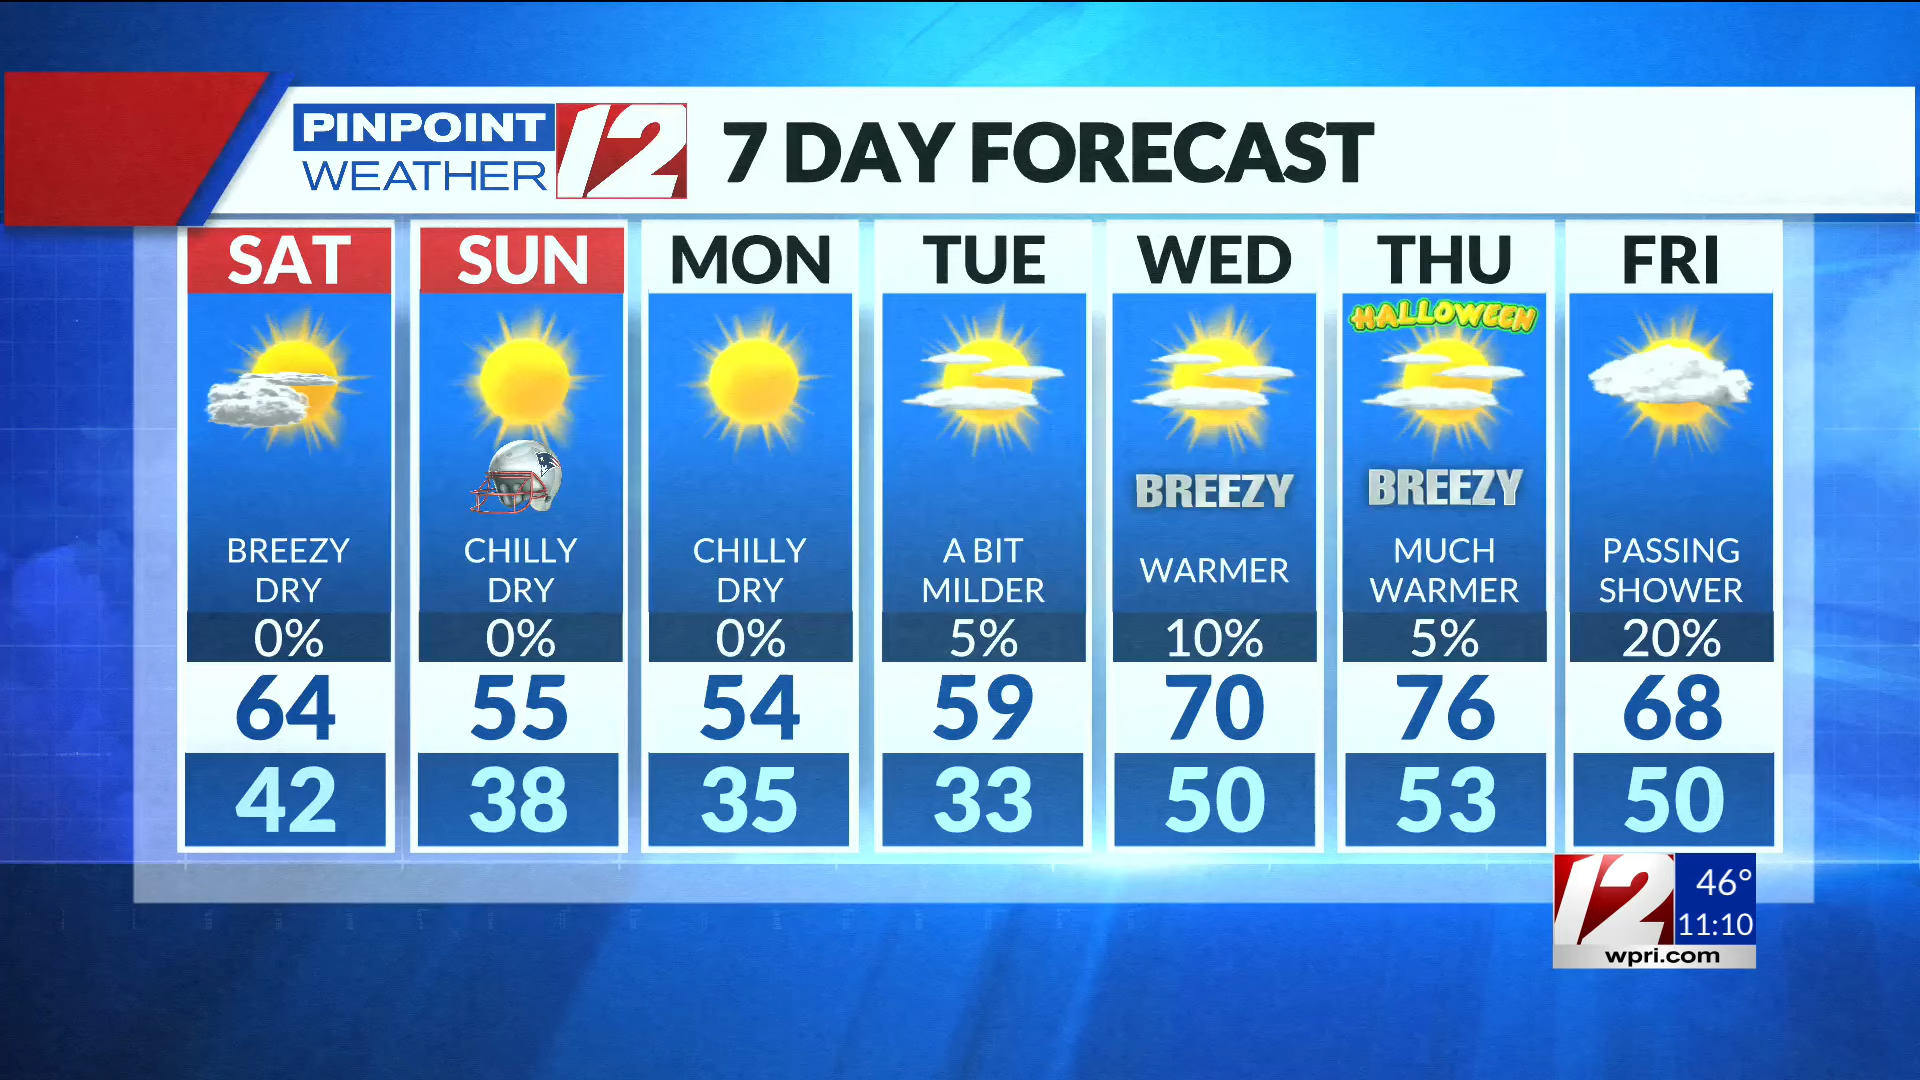 PINPOINT
WEATHER 12
7 DAY FORECAST
SAT SUN MON TUE WED THU FRI
HALLOWEEN
BREEZY BREEZY
BREEZY DRY
CHILLY DRY
CHILLY DRY
A BIT MILDER
WARMER
MUCH WARMER
PASSING SHOWER
0% 0% 0% 5% 10% 5% 20%
64 55 54 59 70 76 68
42 38 35 33 50 53 50
12 46°
11:10
wpri.com